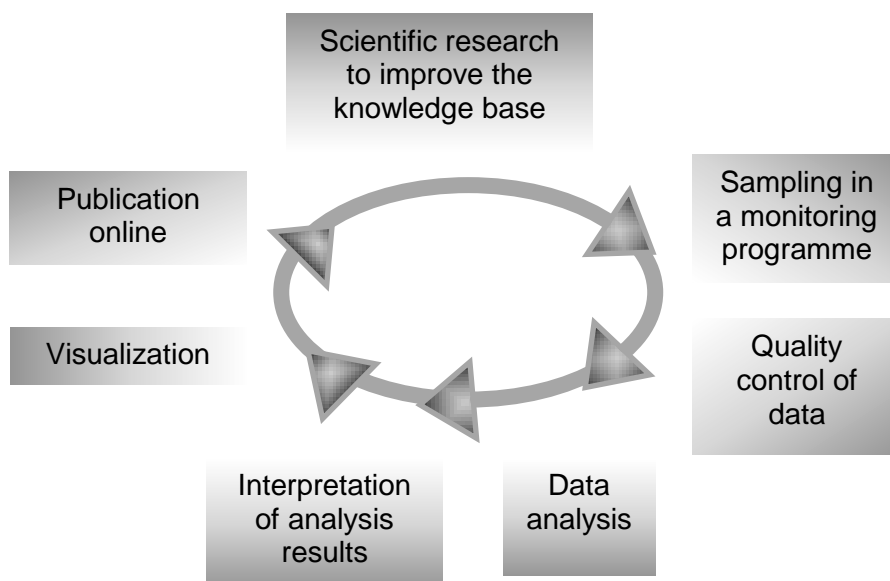 Scientific research
to improve the
knowledge base
Sampling in
a monitoring
programme
Quality
control of
data
Data
analysis
Interpretation
of analysis
results
Visualization
Publication
online